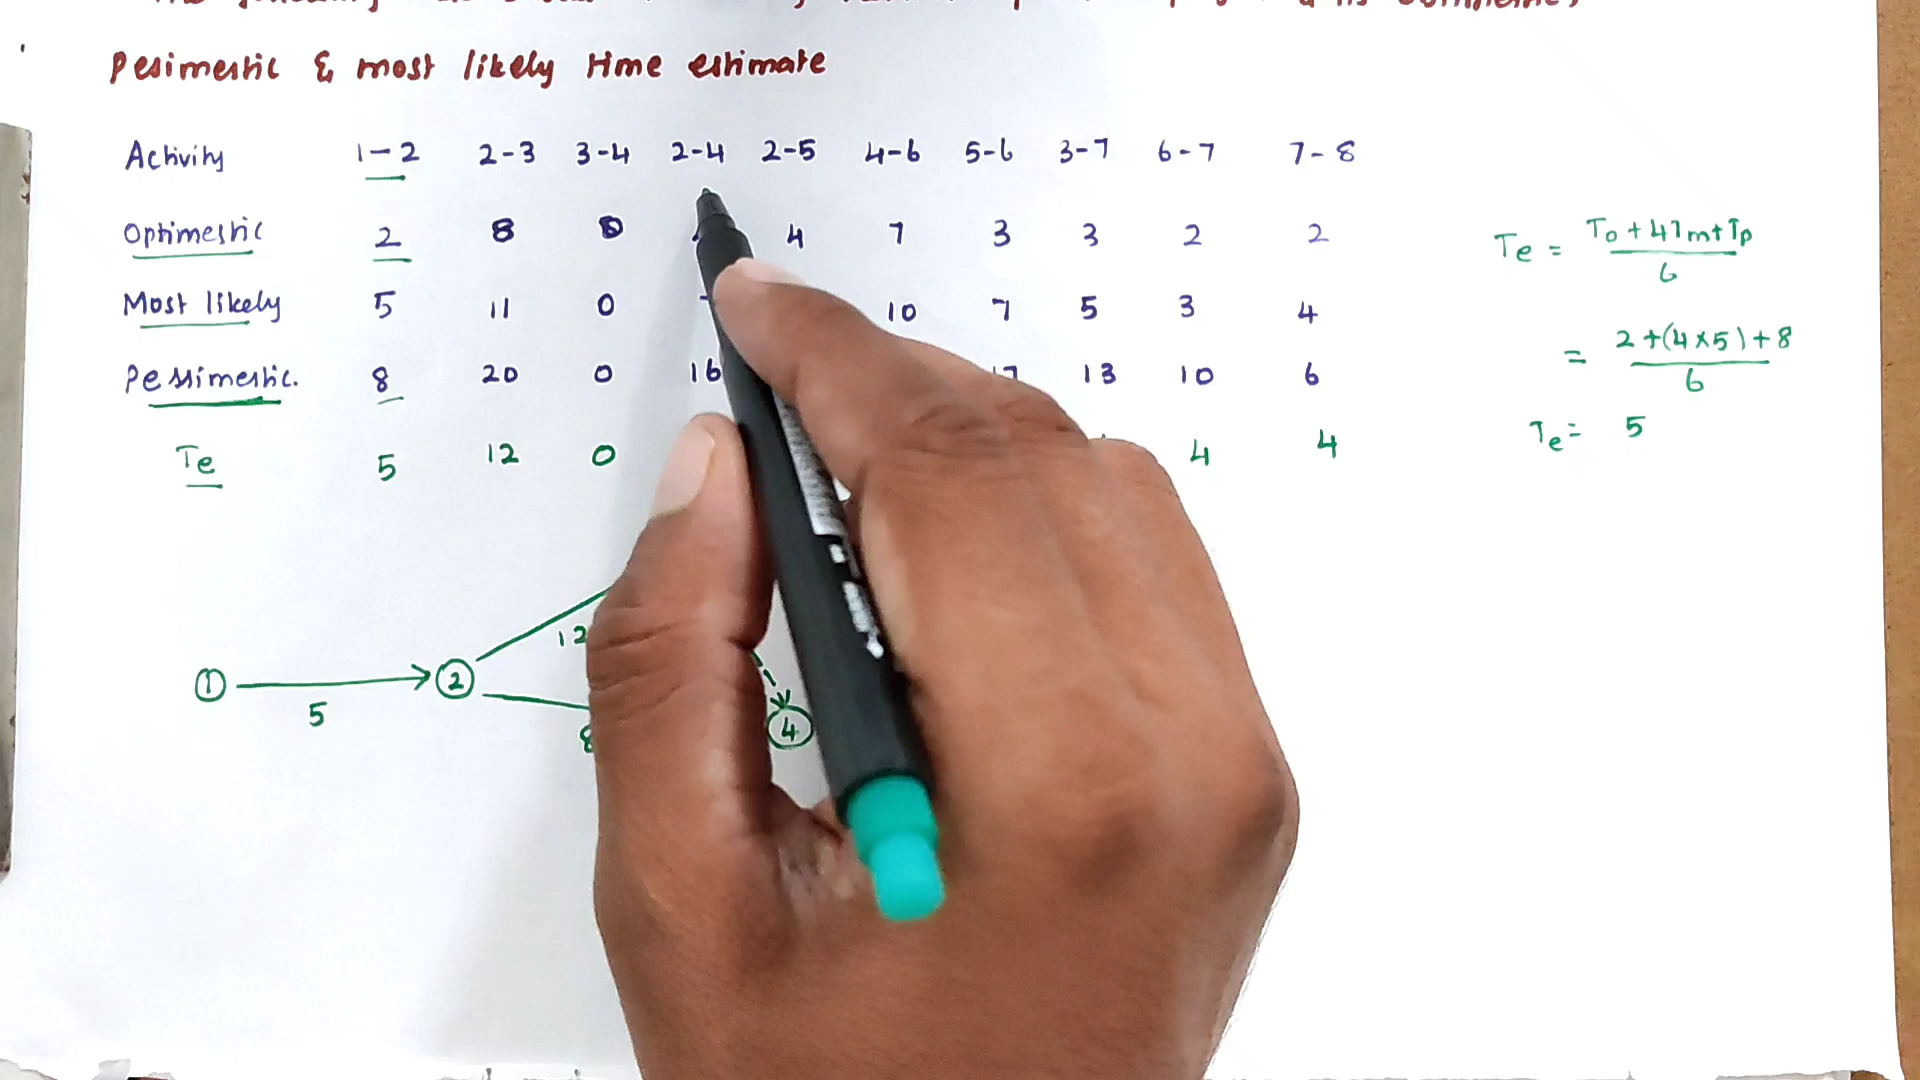 Pesimestic & most likely time estimate
Activity 1-2 2-3 3-4 2-4 2-5 4-6 5-6 3-7 6-7 7-8
Optimestic 2 8 0 4 7 3 3 2 2
Most likely 5 11 0 10 7 5 3 4
Pessimestic. 8 20 0 16 17 13 10 6
Te 5 12 0 4 4
Te = To + 4Tm + Tp
6
= 2 + (4 x 5) + 8
6
Te = 5
12
1 2
5
8
4